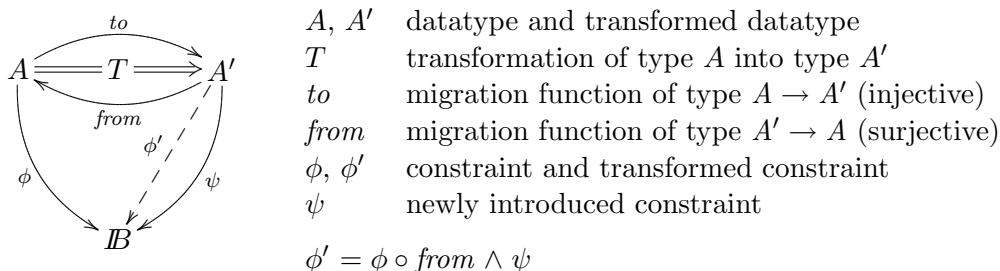 to
A T A′
from
φ′
φ ψ
IB
A, A′ datatype and transformed datatype
T transformation of type A into type A′
to migration function of type A → A′ (injective)
from migration function of type A′ → A (surjective)
ϕ, ϕ′ constraint and transformed constraint
ψ newly introduced constraint
ϕ′ = ϕ ∘ from ∧ ψ